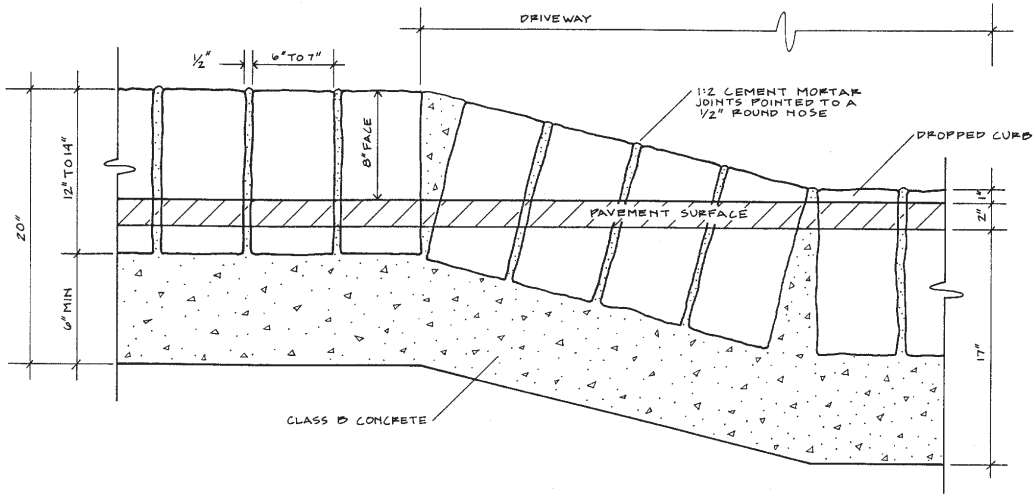 DRIVEWAY
1/2"
6" TO 7"
1:2 CEMENT MORTAR
JOINTS POINTED TO A
1/2" ROUND NOSE
DROPPED CURB
8" FACE
12" TO 14"
20"
PAVEMENT SURFACE
1"
2"
6" MIN
17"
CLASS B CONCRETE